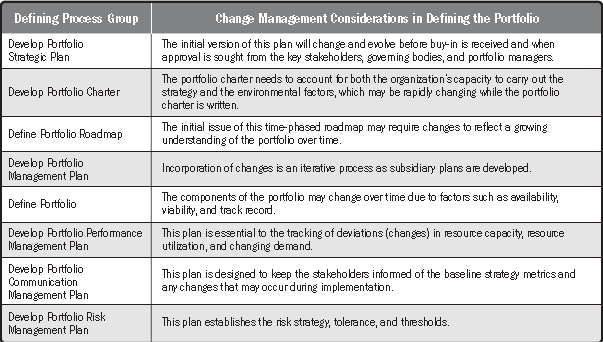 Defining Process Group
Change Management Considerations in Defining the Portfolio
Develop Portfolio
Strategic Plan
The initial version of this plan will change and evolve before buy-in is received and when
approval is sought from the key stakeholders, governing bodies, and portfolio managers.
Develop Portfolio Charter
The portfolio charter needs to account for both the organization's capacity to carry out the
strategy and the environmental factors, which may be rapidly changing while the portfolio
charter is written.
Define Portfolio Roadmap
The initial issue of this time-phased roadmap may require changes to reflect a growing
understanding of the portfolio over time.
Develop Portfolio
Management Plan
Incorporation of changes is an iterative process as subsidiary plans are developed.
Define Portfolio
The components of the portfolio may change over time due to factors such as availability,
viability, and track record.
Develop Portfolio Performance
Management Plan
This plan is essential to the tracking of deviations (changes) in resource capacity, resource
utilization, and changing demand.
Develop Portfolio
Communication
Management Plan
This plan is designed to keep the stakeholders informed of the baseline strategy metrics and
any changes that may occur during implementation.
Develop Portfolio Risk
Management Plan
This plan establishes the risk strategy, tolerance, and thresholds.